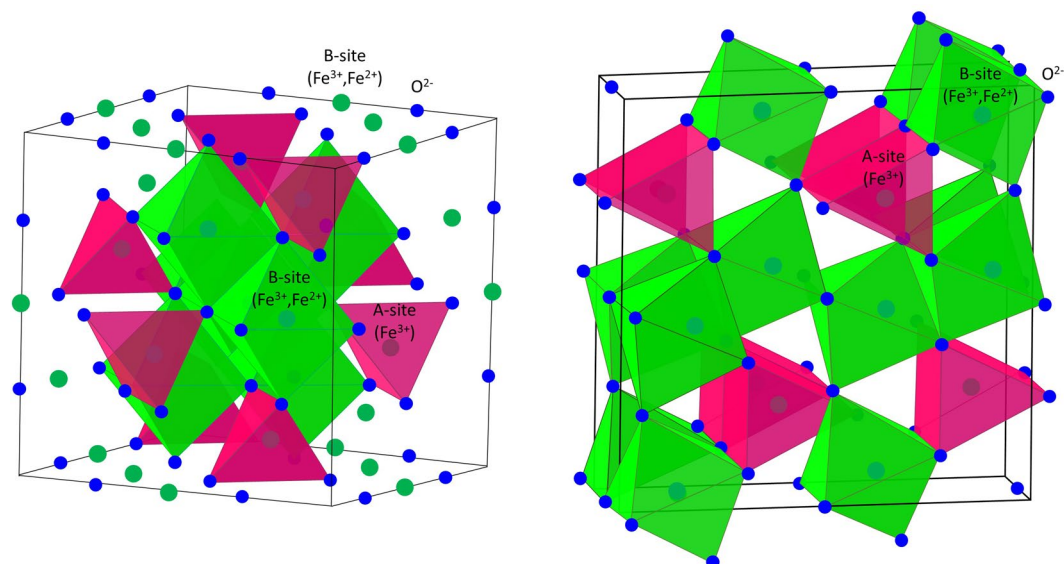 B-site
(Fe³⁺,Fe²⁺)
O²⁻
B-site
(Fe³⁺,Fe²⁺)
A-site
(Fe³⁺)
B-site
(Fe³⁺,Fe²⁺)
O²⁻
A-site
(Fe³⁺)